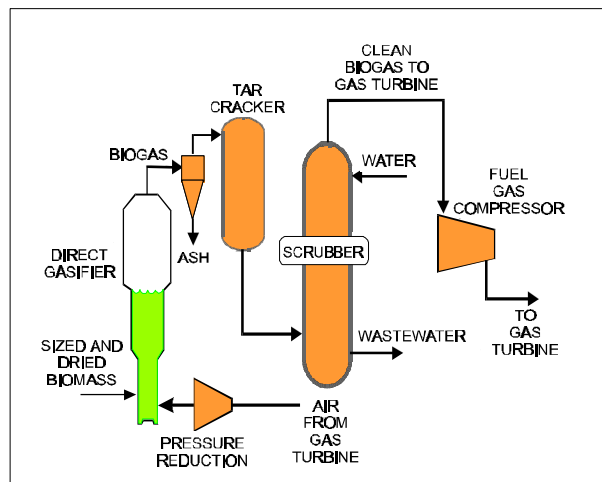 CLEAN
BIOGAS TO
GAS TURBINE
TAR
CRACKER
BIOGAS
WATER
FUEL
GAS
COMPRESSOR
DIRECT
GASIFIER
ASH
SCRUBBER
SIZED AND
DRIED
BIOMASS
WASTEWATER
TO
GAS
TURBINE
PRESSURE
REDUCTION
AIR
FROM
GAS
TURBINE